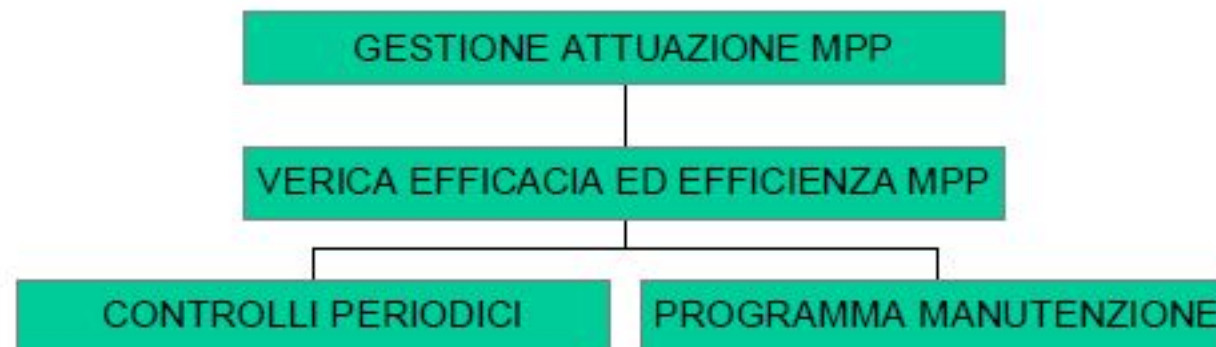 GESTIONE ATTUAZIONE MPP
VERICA EFFICACIA ED EFFICIENZA MPP
CONTROLLI PERIODICI
PROGRAMMA MANUTENZIONE